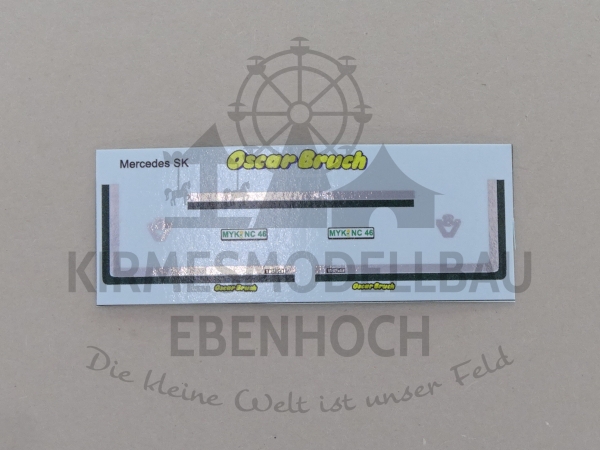 Mercedes SK
Oscar Bruch
MYK NC 46
MYK NC 46
Oscar Bruch
Oscar Bruch
KIRMESMODELLBAU
EBENHOCH
Die kleine Welt ist unser Feld